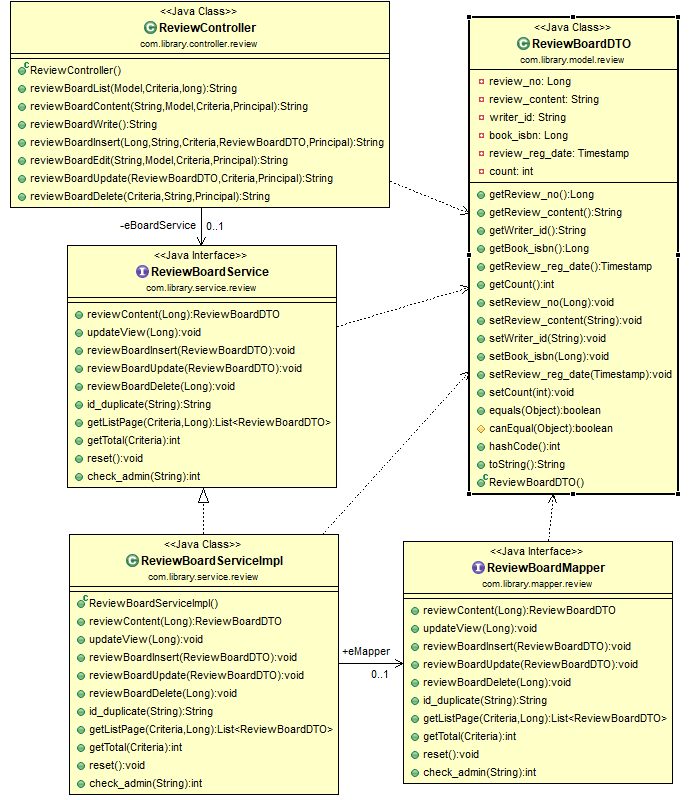 <<Java Class>>
ReviewController
com.library.controller.review
ReviewController()
reviewBoardList(Model,Criteria,long):String
reviewBoardContent(String,Model,Criteria,Principal):String
reviewBoardWrite():String
reviewBoardInsert(Long,String,Criteria,ReviewBoardDTO,Principal):String
reviewBoardEdit(String,Model,Criteria,Principal):String
reviewBoardUpdate(ReviewBoardDTO,Criteria,Principal):String
reviewBoardDelete(Criteria,String,Principal):String
-eBoardService
0..1
<<Java Interface>>
ReviewBoardService
com.library.service.review
reviewContent(Long):ReviewBoardDTO
updateView(Long):void
reviewBoardInsert(ReviewBoardDTO):void
reviewBoardUpdate(ReviewBoardDTO):void
reviewBoardDelete(Long):void
id_duplicate(String):String
getListPage(Criteria,Long):List<ReviewBoardDTO>
getTotal(Criteria):int
reset():void
check_admin(String):int
<<Java Class>>
ReviewBoardDTO
com.library.model.review
review_no: Long
review_content: String
writer_id: String
book_isbn: Long
review_reg_date: Timestamp
count: int
getReview_no():Long
getReview_content():String
getWriter_id():String
getBook_isbn():Long
getReview_reg_date():Timestamp
getCount():int
setReview_no(Long):void
setReview_content(String):void
setWriter_id(String):void
setBook_isbn(Long):void
setReview_reg_date(Timestamp):void
setCount(int):void
equals(Object):boolean
canEqual(Object):boolean
hashCode():int
toString():String
ReviewBoardDTO()
<<Java Class>>
ReviewBoardServiceImpl
com.library.service.review
ReviewBoardServiceImpl()
reviewContent(Long):ReviewBoardDTO
updateView(Long):void
reviewBoardInsert(ReviewBoardDTO):void
reviewBoardUpdate(ReviewBoardDTO):void
reviewBoardDelete(Long):void
id_duplicate(String):String
getListPage(Criteria,Long):List<ReviewBoardDTO>
getTotal(Criteria):int
reset():void
check_admin(String):int
+eMapper
0..1
<<Java Interface>>
ReviewBoardMapper
com.library.mapper.review
reviewContent(Long):ReviewBoardDTO
updateView(Long):void
reviewBoardInsert(ReviewBoardDTO):void
reviewBoardUpdate(ReviewBoardDTO):void
reviewBoardDelete(Long):void
id_duplicate(String):String
getListPage(Criteria,Long):List<ReviewBoardDTO>
getTotal(Criteria):int
reset():void
check_admin(String):int